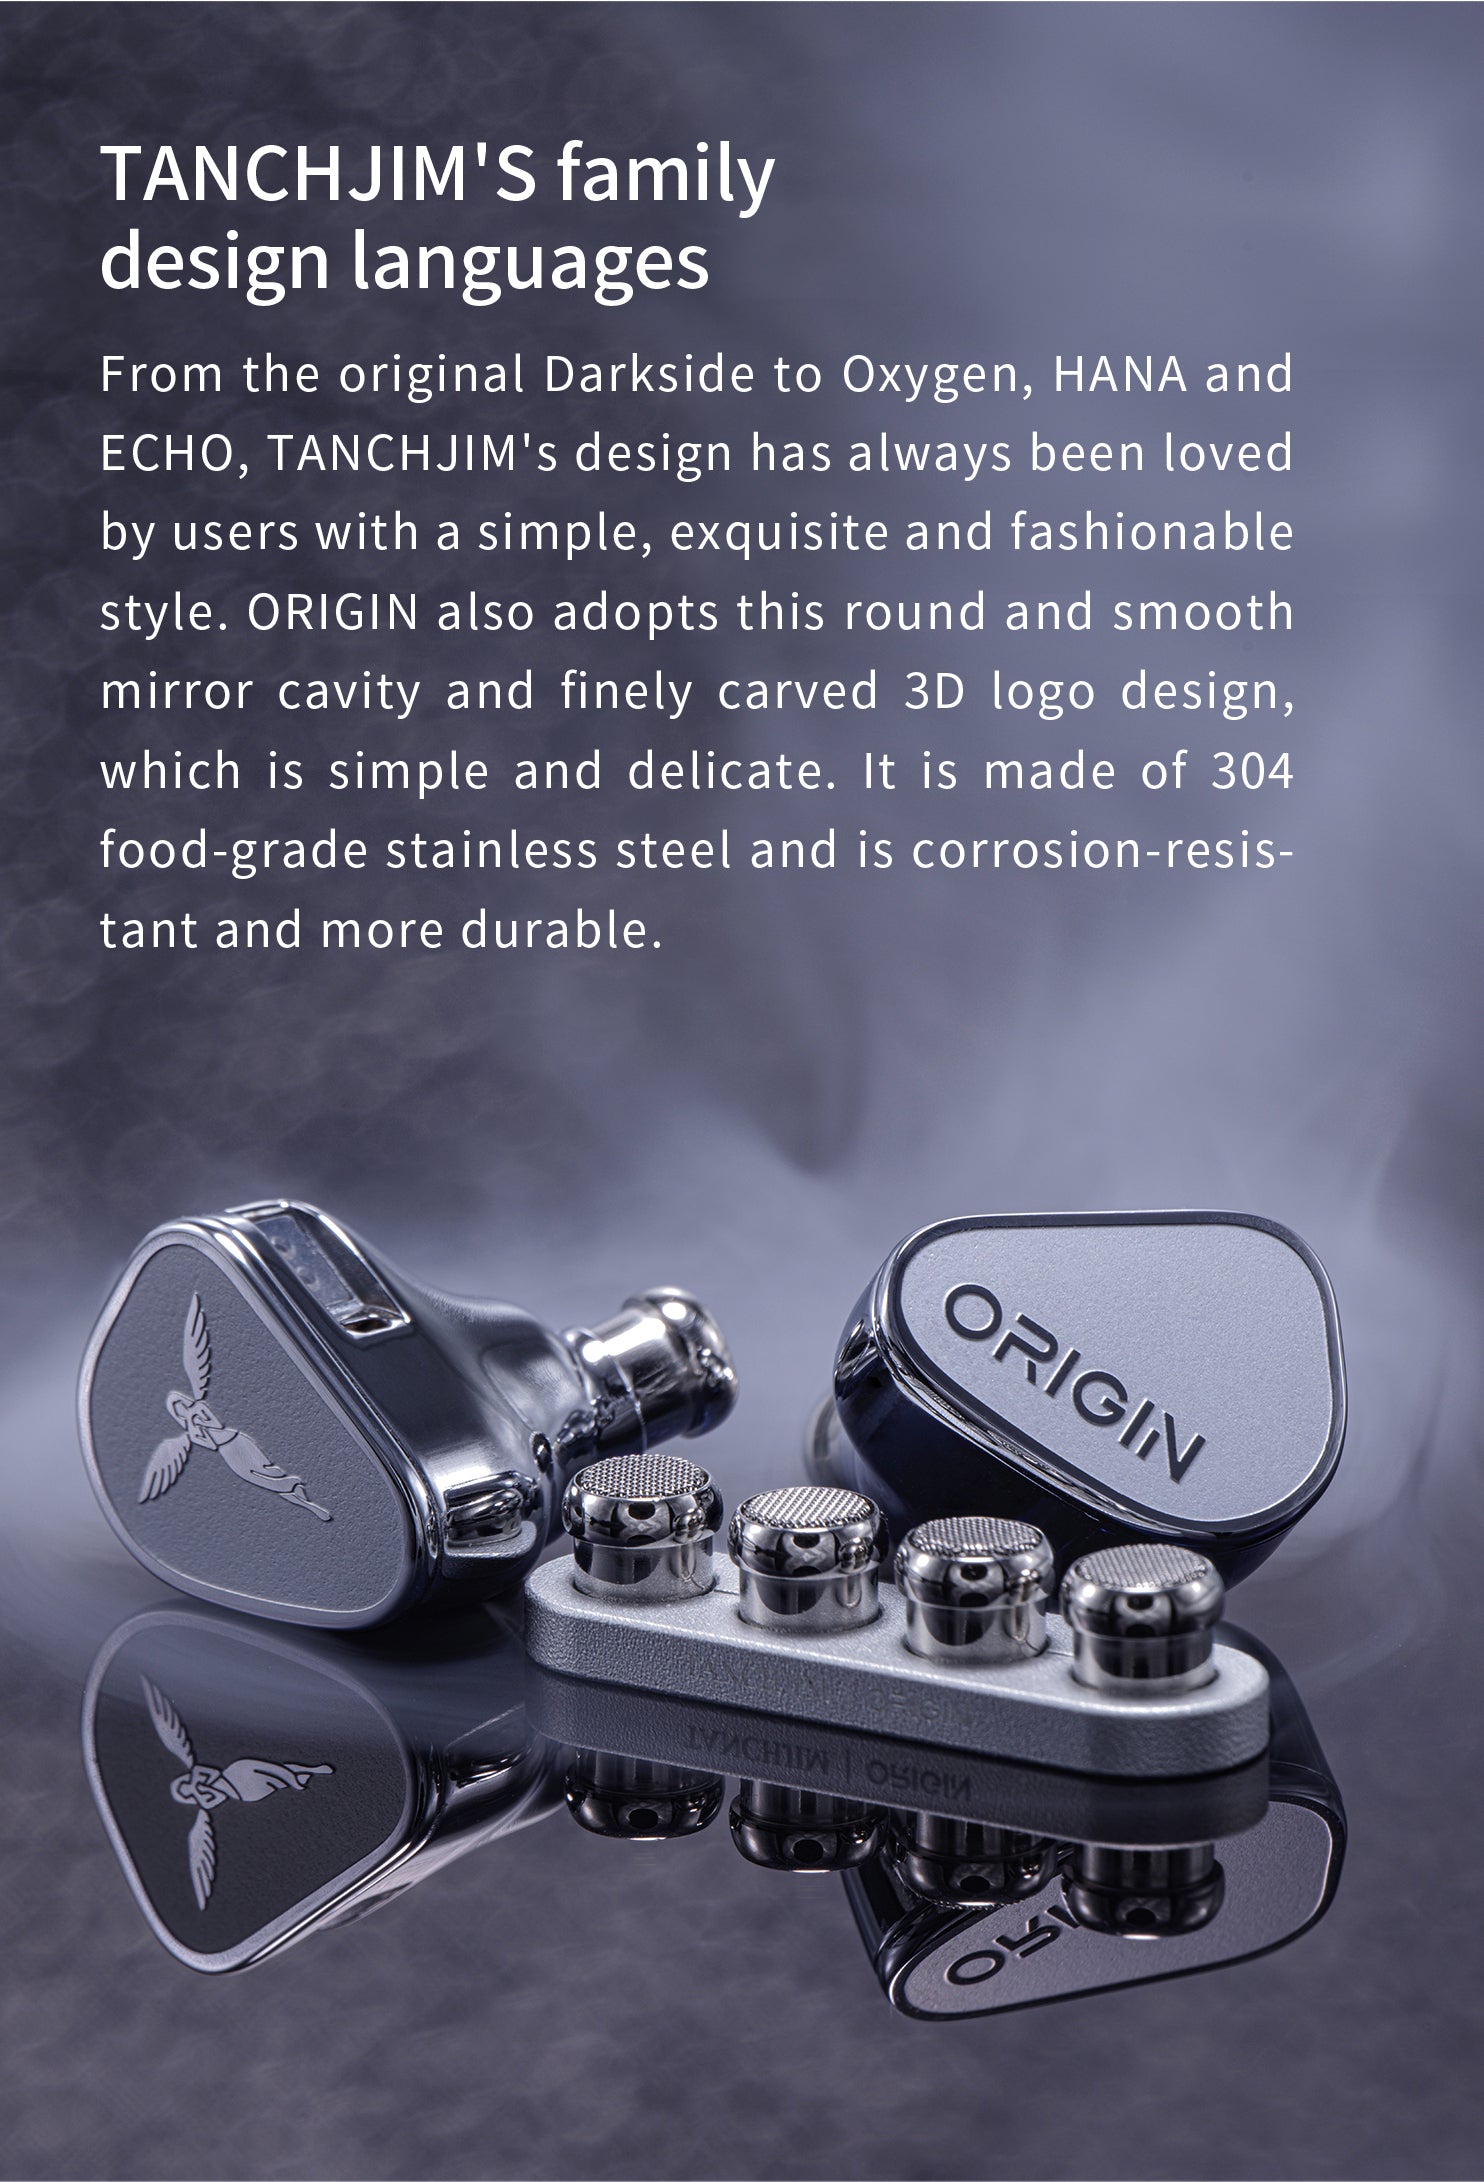 TANCHJIM'S family
design languages
From the original Darkside to Oxygen, HANA and
ECHO, TANCHJIM's design has always been loved
by users with a simple, exquisite and fashionable
style. ORIGIN also adopts this round and smooth
mirror cavity and finely carved 3D logo design,
which is simple and delicate. It is made of 304
food-grade stainless steel and is corrosion-resis-
tant and more durable.
ORIGIN
TANCHJIM | ORIGIN